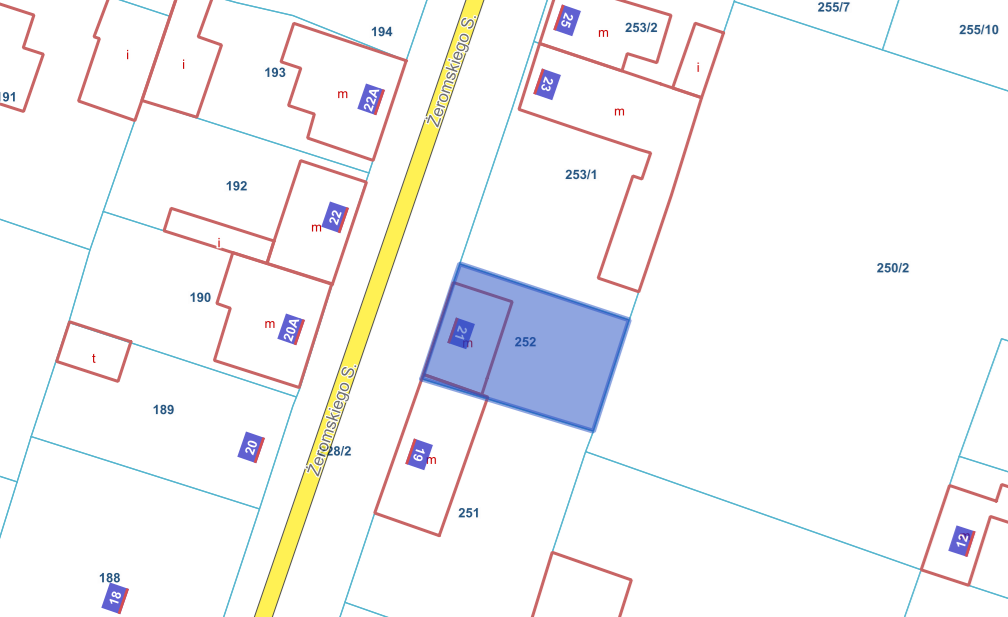 255/7
25
253/2
m
194
255/10
Żeromskiego S.
i
i
193
i
m
22A
23
m
191
253/1
192
22
m
i
250/2
190
m
20A
21
m
252
t
189
20
28/2
Żeromskiego S.
19
m
251
12
188
18